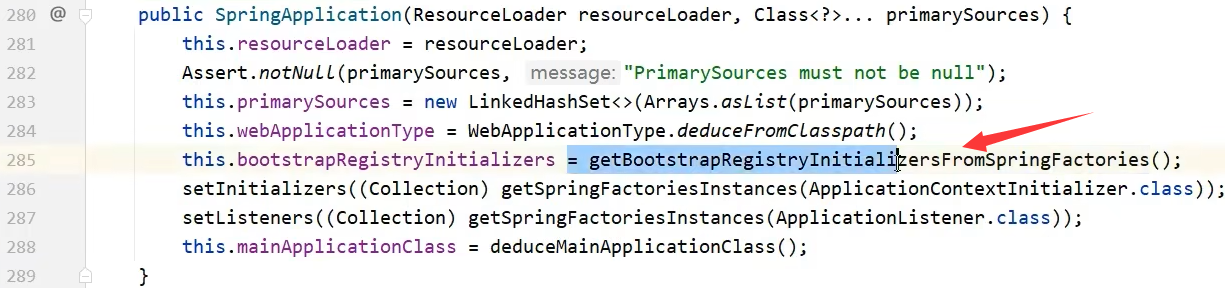 280 @ public SpringApplication(ResourceLoader resourceLoader, Class<?>... primarySources) {
281 this.resourceLoader = resourceLoader;
282 Assert.notNull(primarySources, message: "PrimarySources must not be null");
283 this.primarySources = new LinkedHashSet<>(Arrays.asList(primarySources));
284 this.webApplicationType = WebApplicationType.deduceFromClasspath();
285 this.bootstrapRegistryInitializers = getBootstrapRegistryInitializersFromSpringFactories();
286 setInitializers((Collection) getSpringFactoriesInstances(ApplicationContextInitializer.class));
287 setListeners((Collection) getSpringFactoriesInstances(ApplicationListener.class));
288 this.mainApplicationClass = deduceMainApplicationClass();
289 }